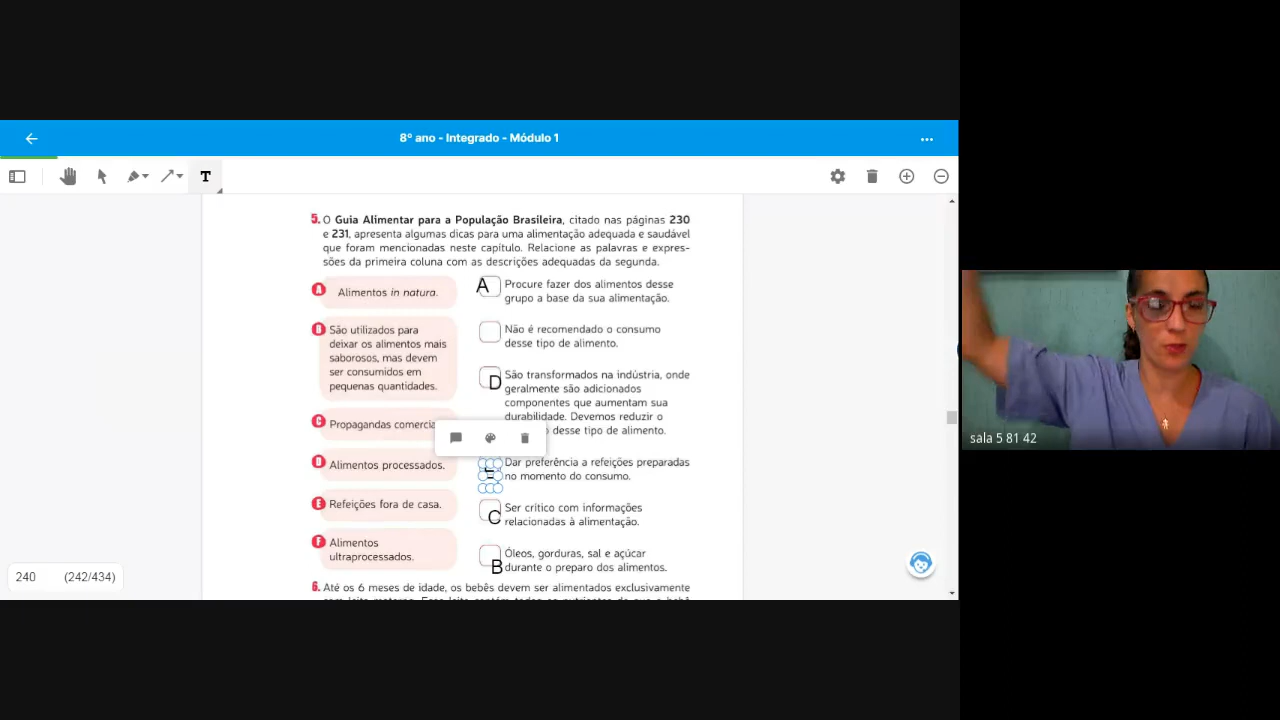 8º ano - Integrado - Módulo 1
T
5. O Guia Alimentar para a População Brasileira, citado nas páginas 230
e 231, apresenta algumas dicas para uma alimentação adequada e saudável
que foram mencionadas neste capítulo. Relacione as palavras e expres-
sões da primeira coluna com as descrições adequadas da segunda.
A Alimentos in natura.
B São utilizados para
deixar os alimentos mais
saborosos, mas devem
ser consumidos em
pequenas quantidades.
C Propagandas comercia
D Alimentos processados.
E Refeições fora de casa.
F Alimentos
ultraprocessados.
A Procure fazer dos alimentos desse
grupo a base da sua alimentação.
Não é recomendado o consumo
desse tipo de alimento.
D São transformados na indústria, onde
geralmente são adicionados
componentes que aumentam sua
durabilidade. Devemos reduzir o
desse tipo de alimento.
Dar preferência a refeições preparadas
no momento do consumo.
C Ser crítico com informações
relacionadas à alimentação.
B Óleos, gorduras, sal e açúcar
durante o preparo dos alimentos.
6. Até os 6 meses de idade, os bebês devem ser alimentados exclusivamente
240 (242/434)
sala 5 81 42